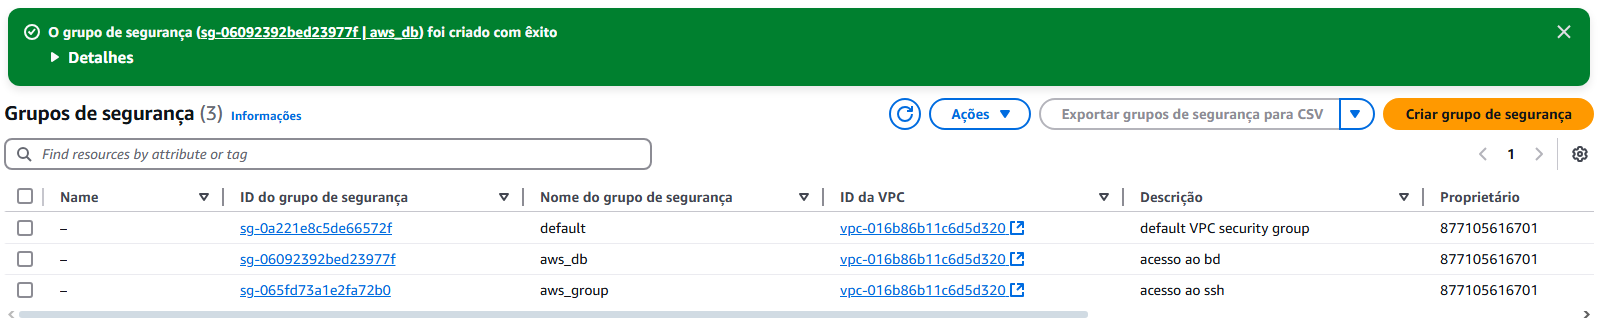 O grupo de segurança (sg-06092392bed23977f | aws_db) foi criado com êxito
Detalhes
Grupos de segurança (3) Informações Ações Exportar grupos de segurança para CSV Criar grupo de segurança
Find resources by attribute or tag 1
Name ID do grupo de segurança Nome do grupo de segurança ID da VPC Descrição Proprietário
– sg-0a221e8c5de66572f default vpc-016b86b11c6d5d320 default VPC security group 877105616701
– sg-06092392bed23977f aws_db vpc-016b86b11c6d5d320 acesso ao bd 877105616701
– sg-065fd73a1e2fa72b0 aws_group vpc-016b86b11c6d5d320 acesso ao ssh 877105616701